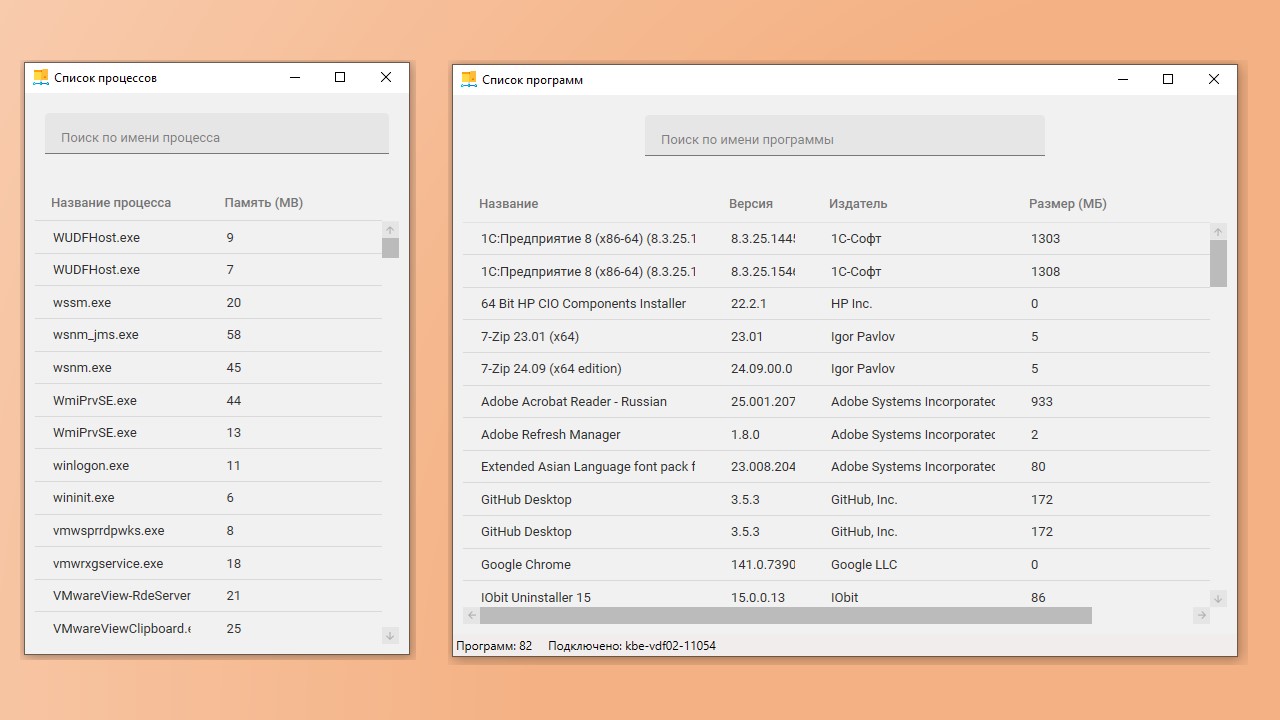 Список процессов
Поиск по имени процесса
Название процесса Память (MB)
WUDFHost.exe 9
WUDFHost.exe 7
wssm.exe 20
wsnm_jms.exe 58
wsnm.exe 45
WmiPrvSE.exe 44
WmiPrvSE.exe 13
winlogon.exe 11
wininit.exe 6
vmwsprrdpwks.exe 8
vmwrxgservice.exe 18
VMwareView-RdeServer 21
VMwareViewClipboard.e 25
Список программ
Поиск по имени программы
Название Версия Издатель Размер (МБ)
1С:Предприятие 8 (x86-64) (8.3.25.1 8.3.25.1445 1С-Софт 1303
1С:Предприятие 8 (x86-64) (8.3.25.1 8.3.25.1546 1С-Софт 1308
64 Bit HP CIO Components Installer 22.2.1 HP Inc. 0
7-Zip 23.01 (x64) 23.01 Igor Pavlov 5
7-Zip 24.09 (x64 edition) 24.09.00.0 Igor Pavlov 5
Adobe Acrobat Reader - Russian 25.001.207 Adobe Systems Incorporated 933
Adobe Refresh Manager 1.8.0 Adobe Systems Incorporated 2
Extended Asian Language font pack f 23.008.204 Adobe Systems Incorporated 80
GitHub Desktop 3.5.3 GitHub, Inc. 172
GitHub Desktop 3.5.3 GitHub, Inc. 172
Google Chrome 141.0.7390 Google LLC 0
IObit Uninstaller 15 15.0.0.13 IObit 86
Программ: 82 Подключено: kbe-vdf02-11054